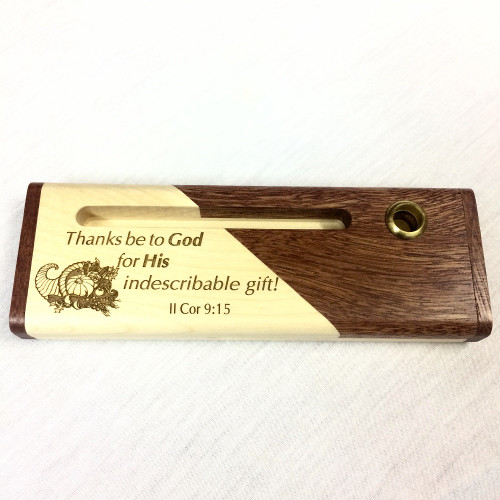 Thanks be to God
for His
indescribable gift!
II Cor 9:15